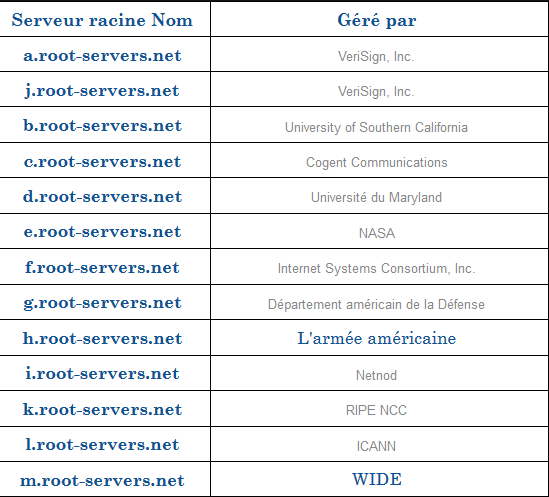 Serveur racine Nom Géré par
a.root-servers.net VeriSign, Inc.
j.root-servers.net VeriSign, Inc.
b.root-servers.net University of Southern California
c.root-servers.net Cogent Communications
d.root-servers.net Université du Maryland
e.root-servers.net NASA
f.root-servers.net Internet Systems Consortium, Inc.
g.root-servers.net Département américain de la Défense
h.root-servers.net L'armée américaine
i.root-servers.net Netnod
k.root-servers.net RIPE NCC
l.root-servers.net ICANN
m.root-servers.net WIDE